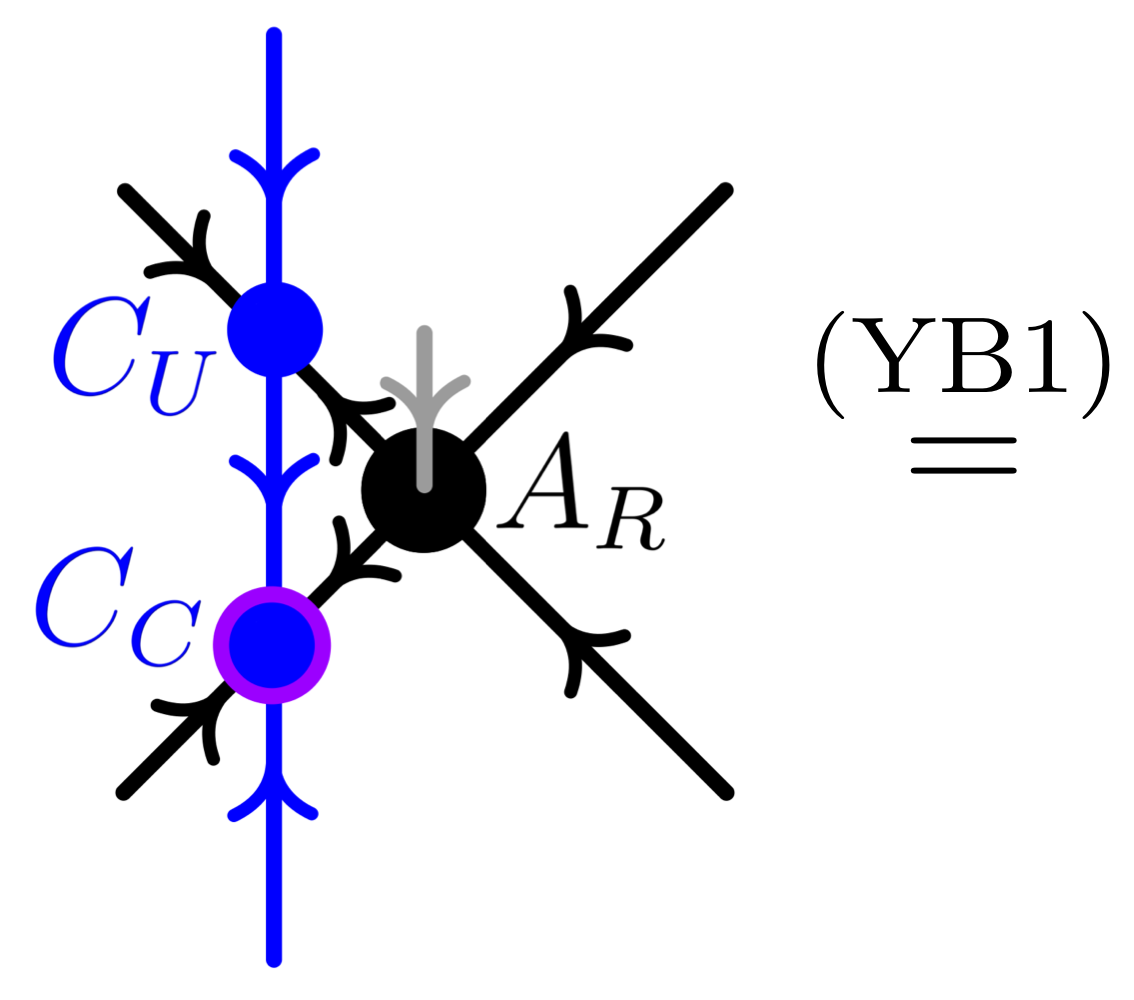 C_U
(YB1)
=
A_R
C_C